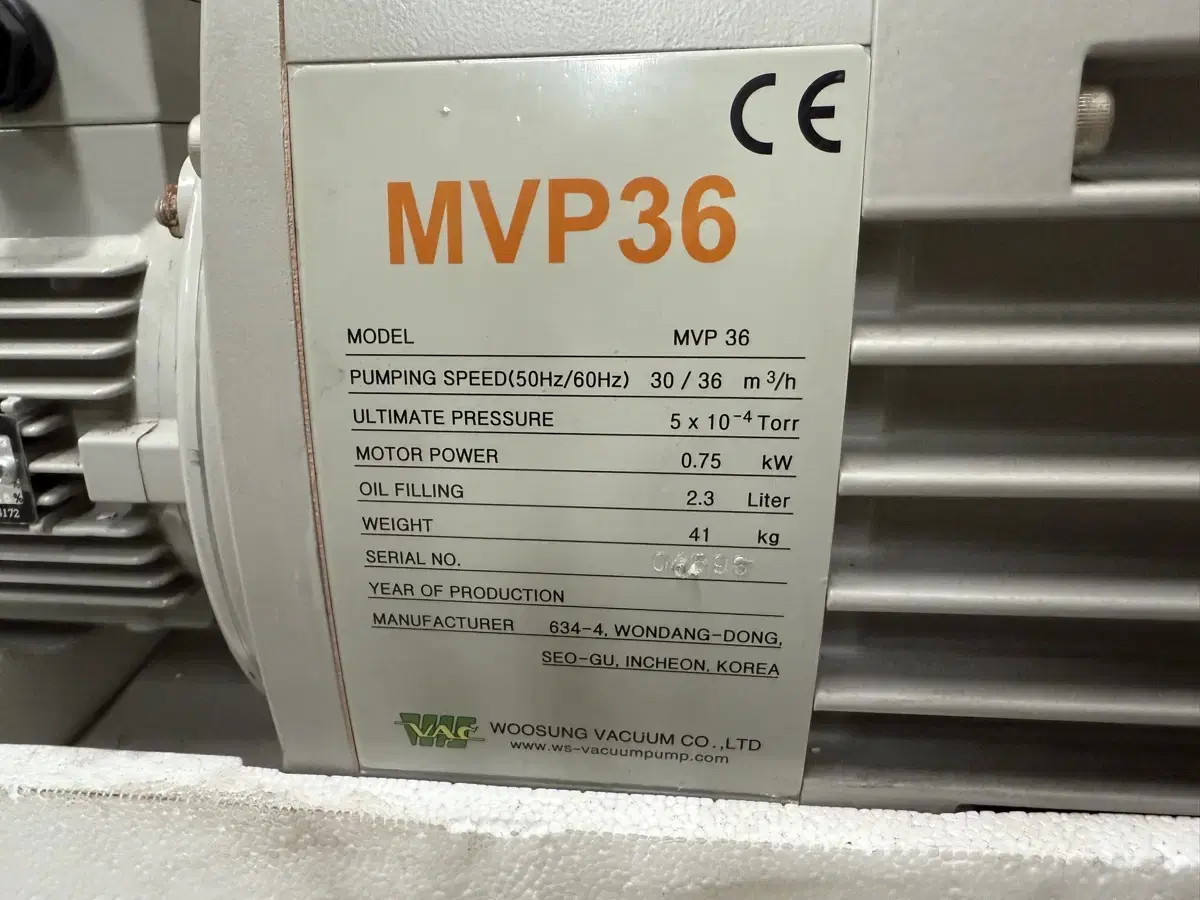 CE
MVP36
MODEL MVP 36
PUMPING SPEED(50Hz/60Hz) 30 / 36 m³/h
ULTIMATE PRESSURE 5 x 10⁻⁴ Torr
MOTOR POWER 0.75 kW
OIL FILLING 2.3 Liter
WEIGHT 41 kg
SERIAL NO.
YEAR OF PRODUCTION
MANUFACTURER 634-4, WONDANG-DONG,
SEO-GU, INCHEON. KOREA
VAC WOOSUNG VACUUM CO.,LTD
www.ws-vacuumpump.com
%
4172